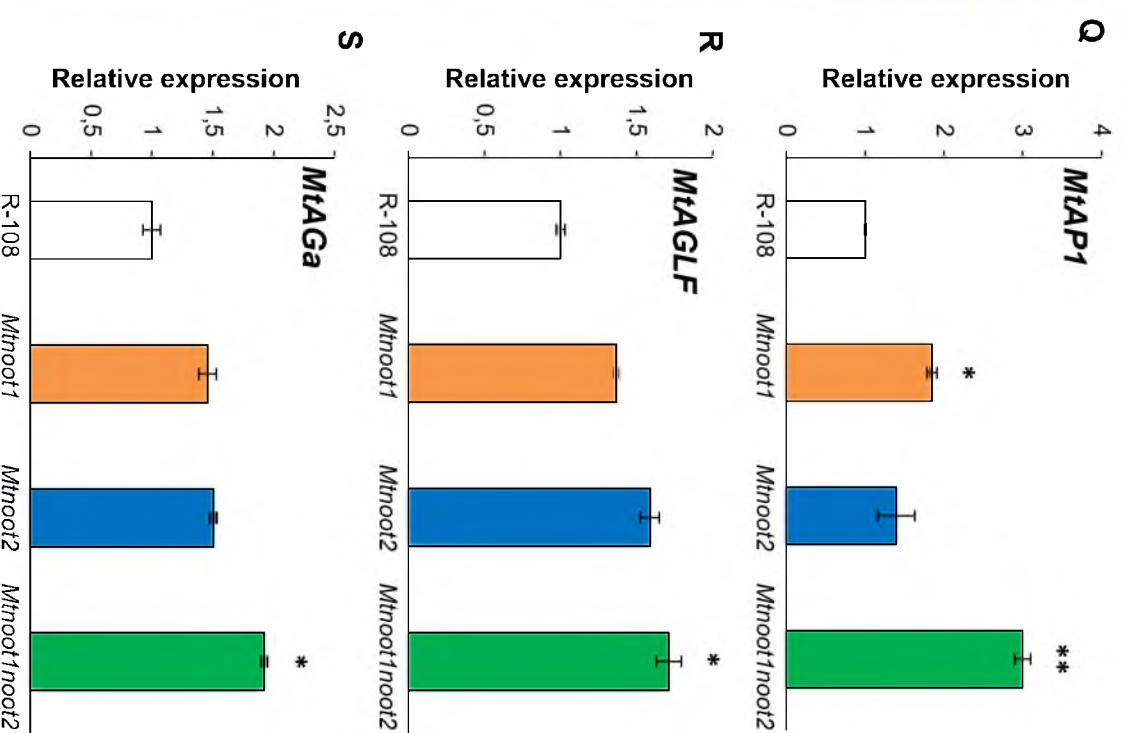 Q
MtAP1
Relative expression
4
3
2
1
0
**
*
R-108
Mtnoot1
Mtnoot2
Mtnoot1noot2
R
MtAGLF
Relative expression
2
1,5
1
0,5
0
*
R-108
Mtnoot1
Mtnoot2
Mtnoot1noot2
S
MtAGa
Relative expression
2,5
2
1,5
1
0,5
0
*
R-108
Mtnoot1
Mtnoot2
Mtnoot1noot2